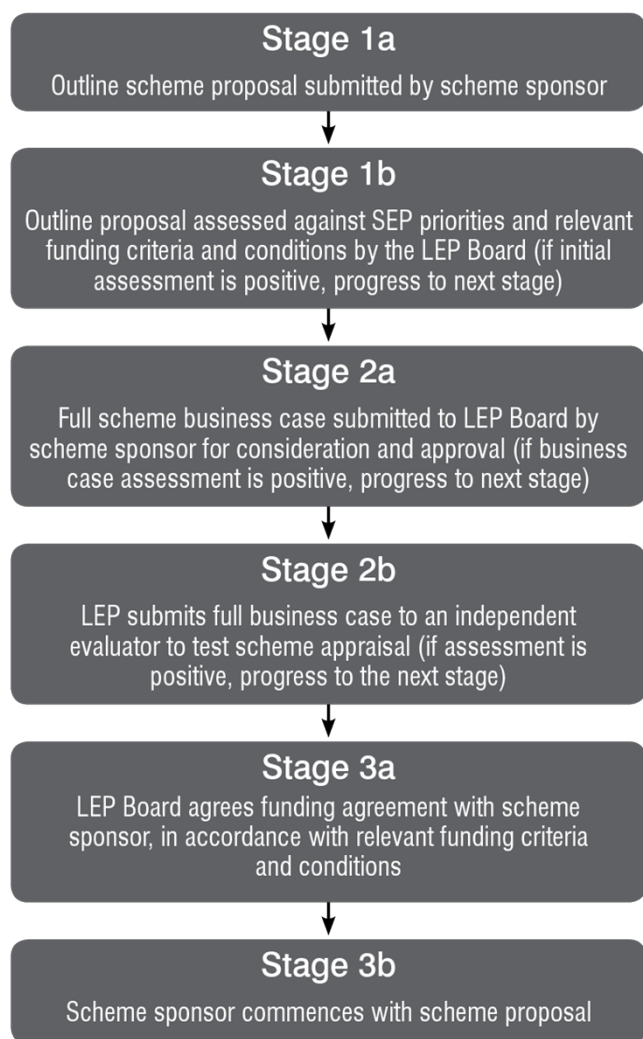 Stage 1a
Outline scheme proposal submitted by scheme sponsor
Stage 1b
Outline proposal assessed against SEP priorities and relevant
funding criteria and conditions by the LEP Board (if initial
assessment is positive, progress to next stage)
Stage 2a
Full scheme business case submitted to LEP Board by
scheme sponsor for consideration and approval (if business
case assessment is positive, progress to next stage)
Stage 2b
LEP submits full business case to an independent
evaluator to test scheme appraisal (if assessment is
positive, progress to the next stage)
Stage 3a
LEP Board agrees funding agreement with scheme
sponsor, in accordance with relevant funding criteria
and conditions
Stage 3b
Scheme sponsor commences with scheme proposal